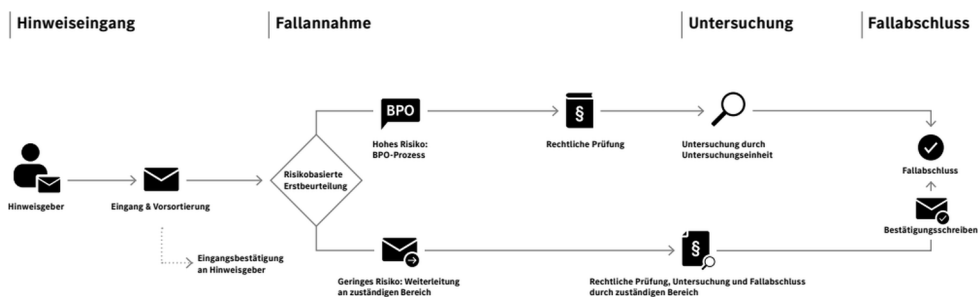 Hinweiseingang
Fallannahme
Untersuchung
Fallabschluss
BPO
Hohes Risiko:
BPO-Prozess
§
Rechtliche Prüfung
Untersuchung durch
Untersuchungseinheit
Fallabschluss
Hinweisgeber
Eingang & Vorsortierung
Risikobasierte
Erstbeurteilung
Bestätigungsschreiben
Eingangsbestätigung
an Hinweisgeber
Geringes Risiko: Weiterleitung
an zuständigen Bereich
§
Rechtliche Prüfung, Untersuchung und Fallabschluss
durch zuständigen Bereich